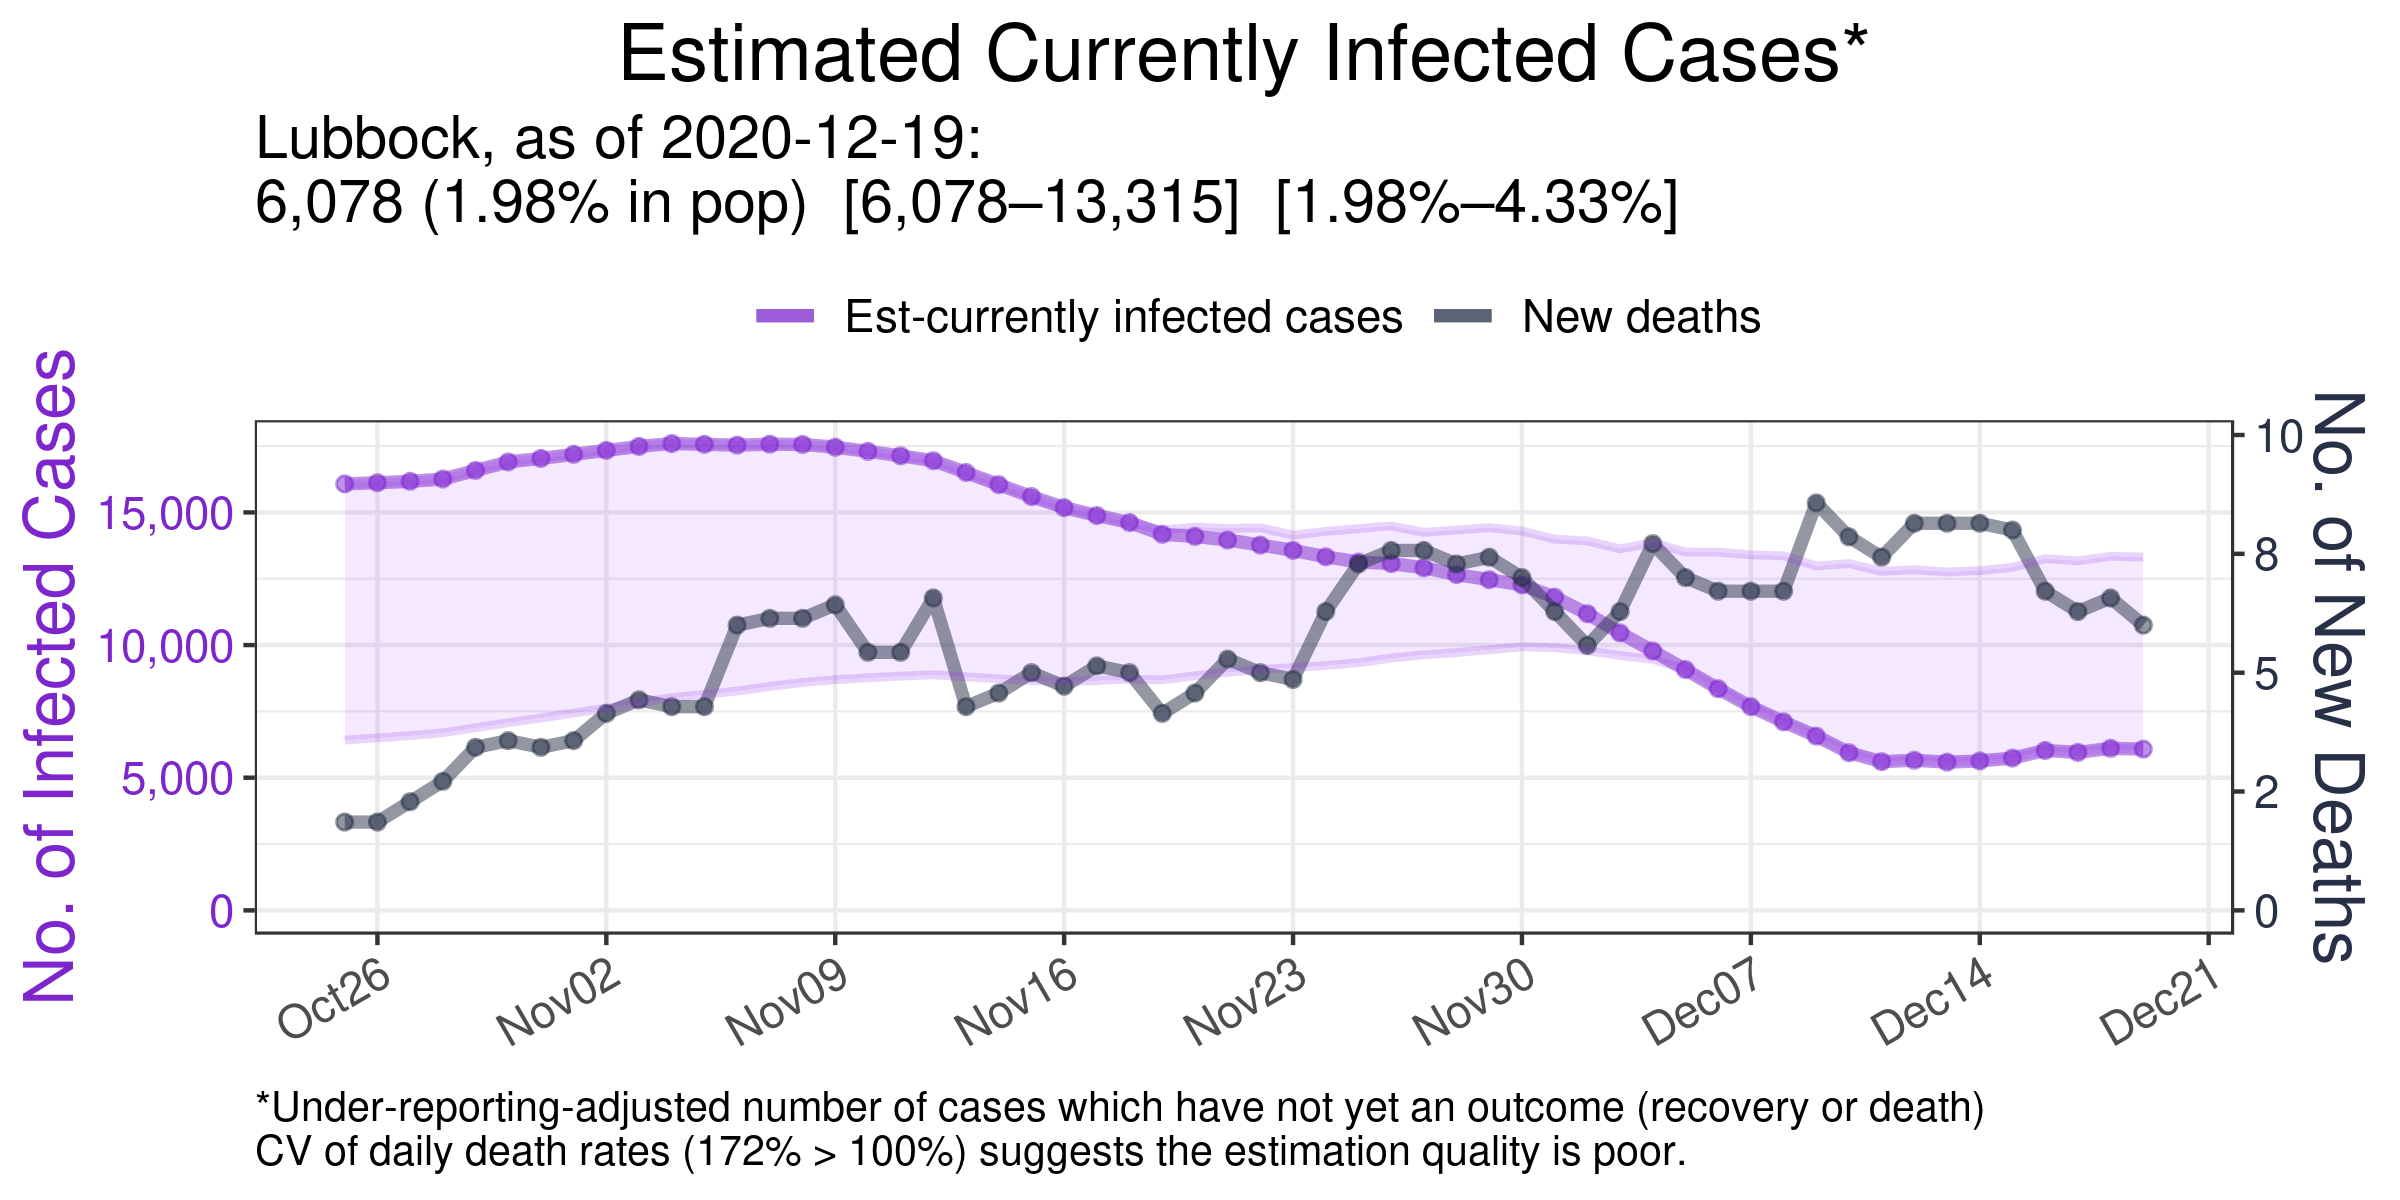 Estimated Currently Infected Cases*
Lubbock, as of 2020-12-19:
6,078 (1.98% in pop)  [6,078–13,315]  [1.98%–4.33%]
Est-currently infected cases
New deaths
No. of Infected Cases
15,000
10,000
5,000
0
10
8
5
2
0
No. of New Deaths
Oct26
Nov02
Nov09
Nov16
Nov23
Nov30
Dec07
Dec14
Dec21
*Under-reporting-adjusted number of cases which have not yet an outcome (recovery or death)
CV of daily death rates (172% > 100%) suggests the estimation quality is poor.